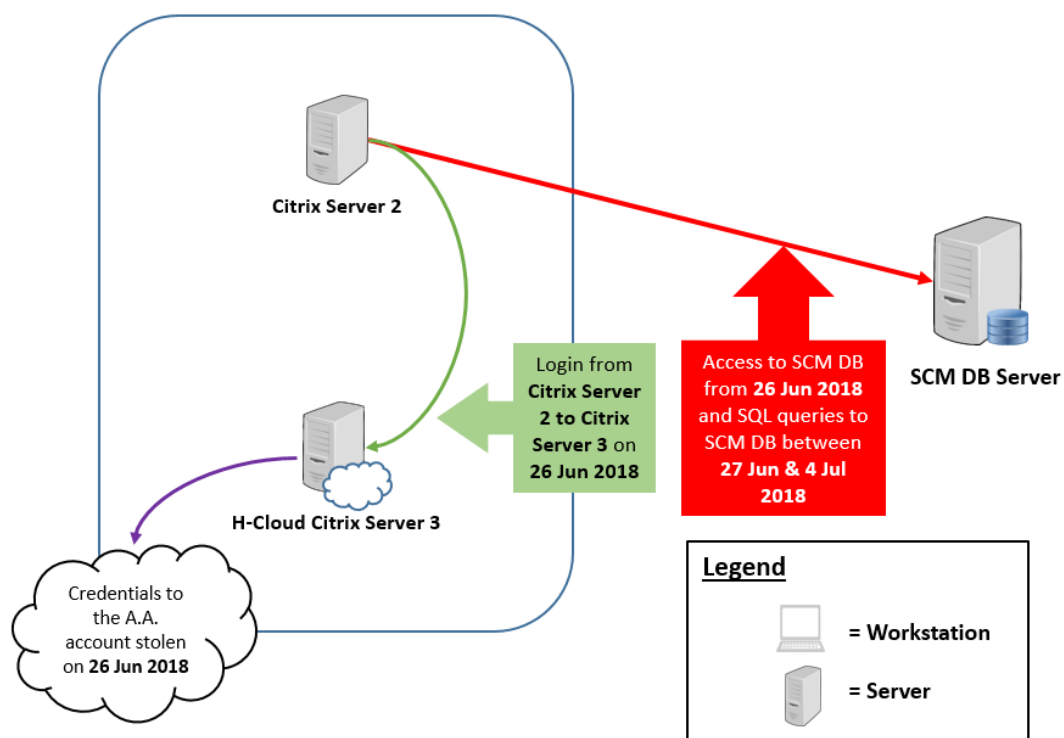 Citrix Server 2
SCM DB Server
Login from
Citrix Server
2 to Citrix
Server 3 on
26 Jun 2018
Access to SCM DB
from 26 Jun 2018
and SQL queries to
SCM DB between
27 Jun & 4 Jul
2018
H-Cloud Citrix Server 3
Credentials to
the A.A.
account stolen
on 26 Jun 2018
Legend
= Workstation
= Server